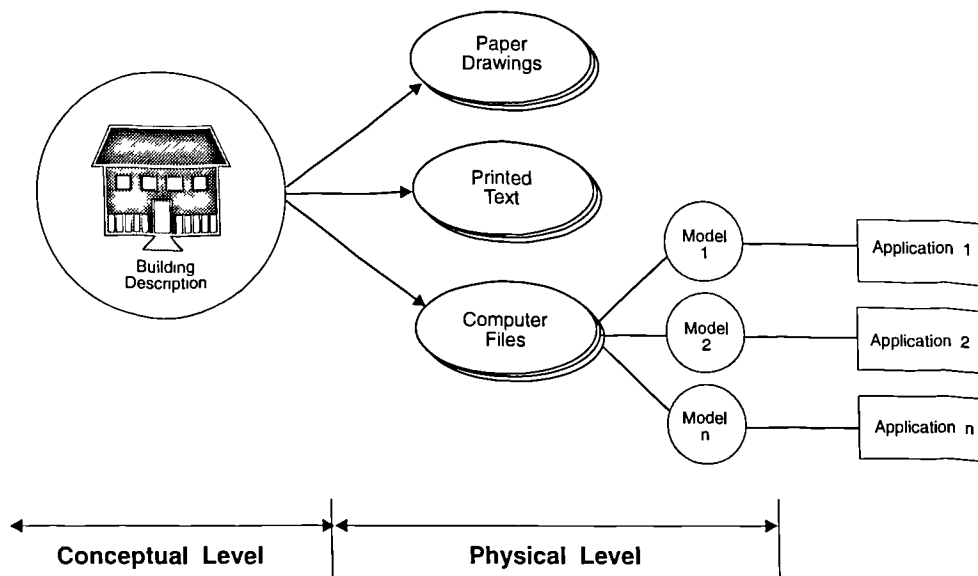 Paper
Drawings
Building
Description
Printed
Text
Computer
Files
Model
1
Application 1
Model
2
Application 2
Model
n
Application n
Conceptual Level
Physical Level